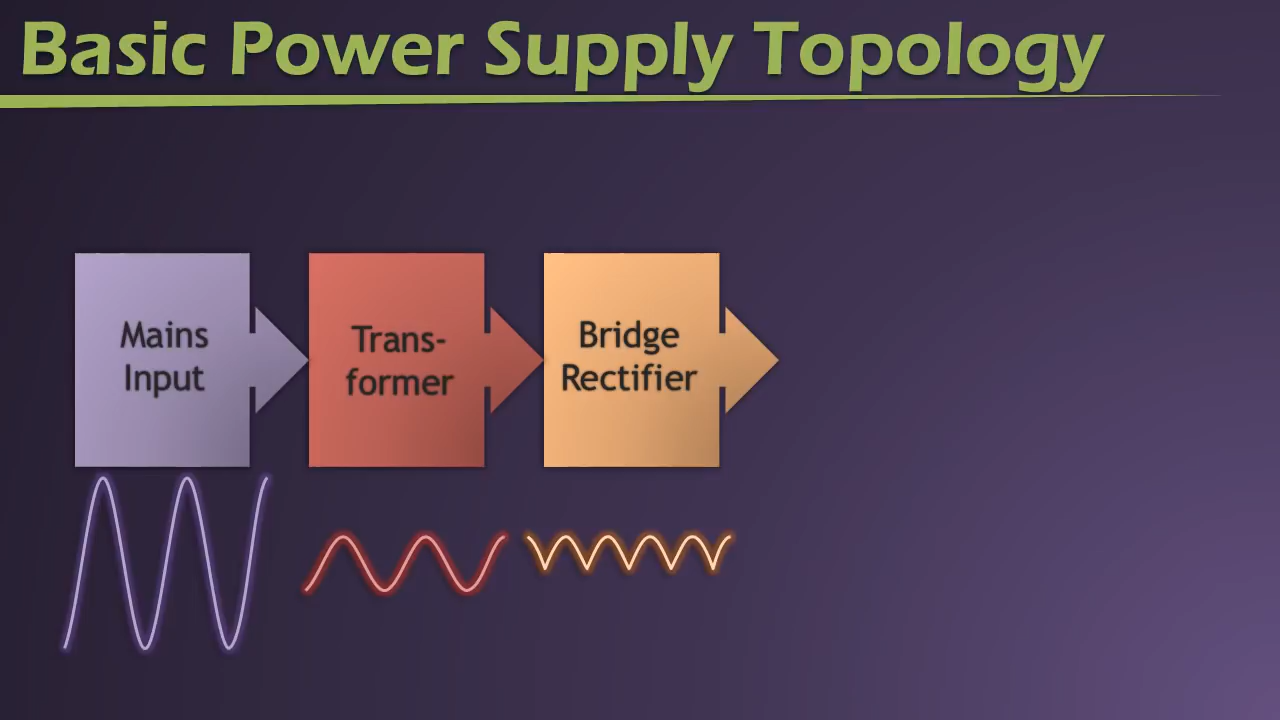 Basic Power Supply Topology
Mains
Input
Trans-
former
Bridge
Rectifier